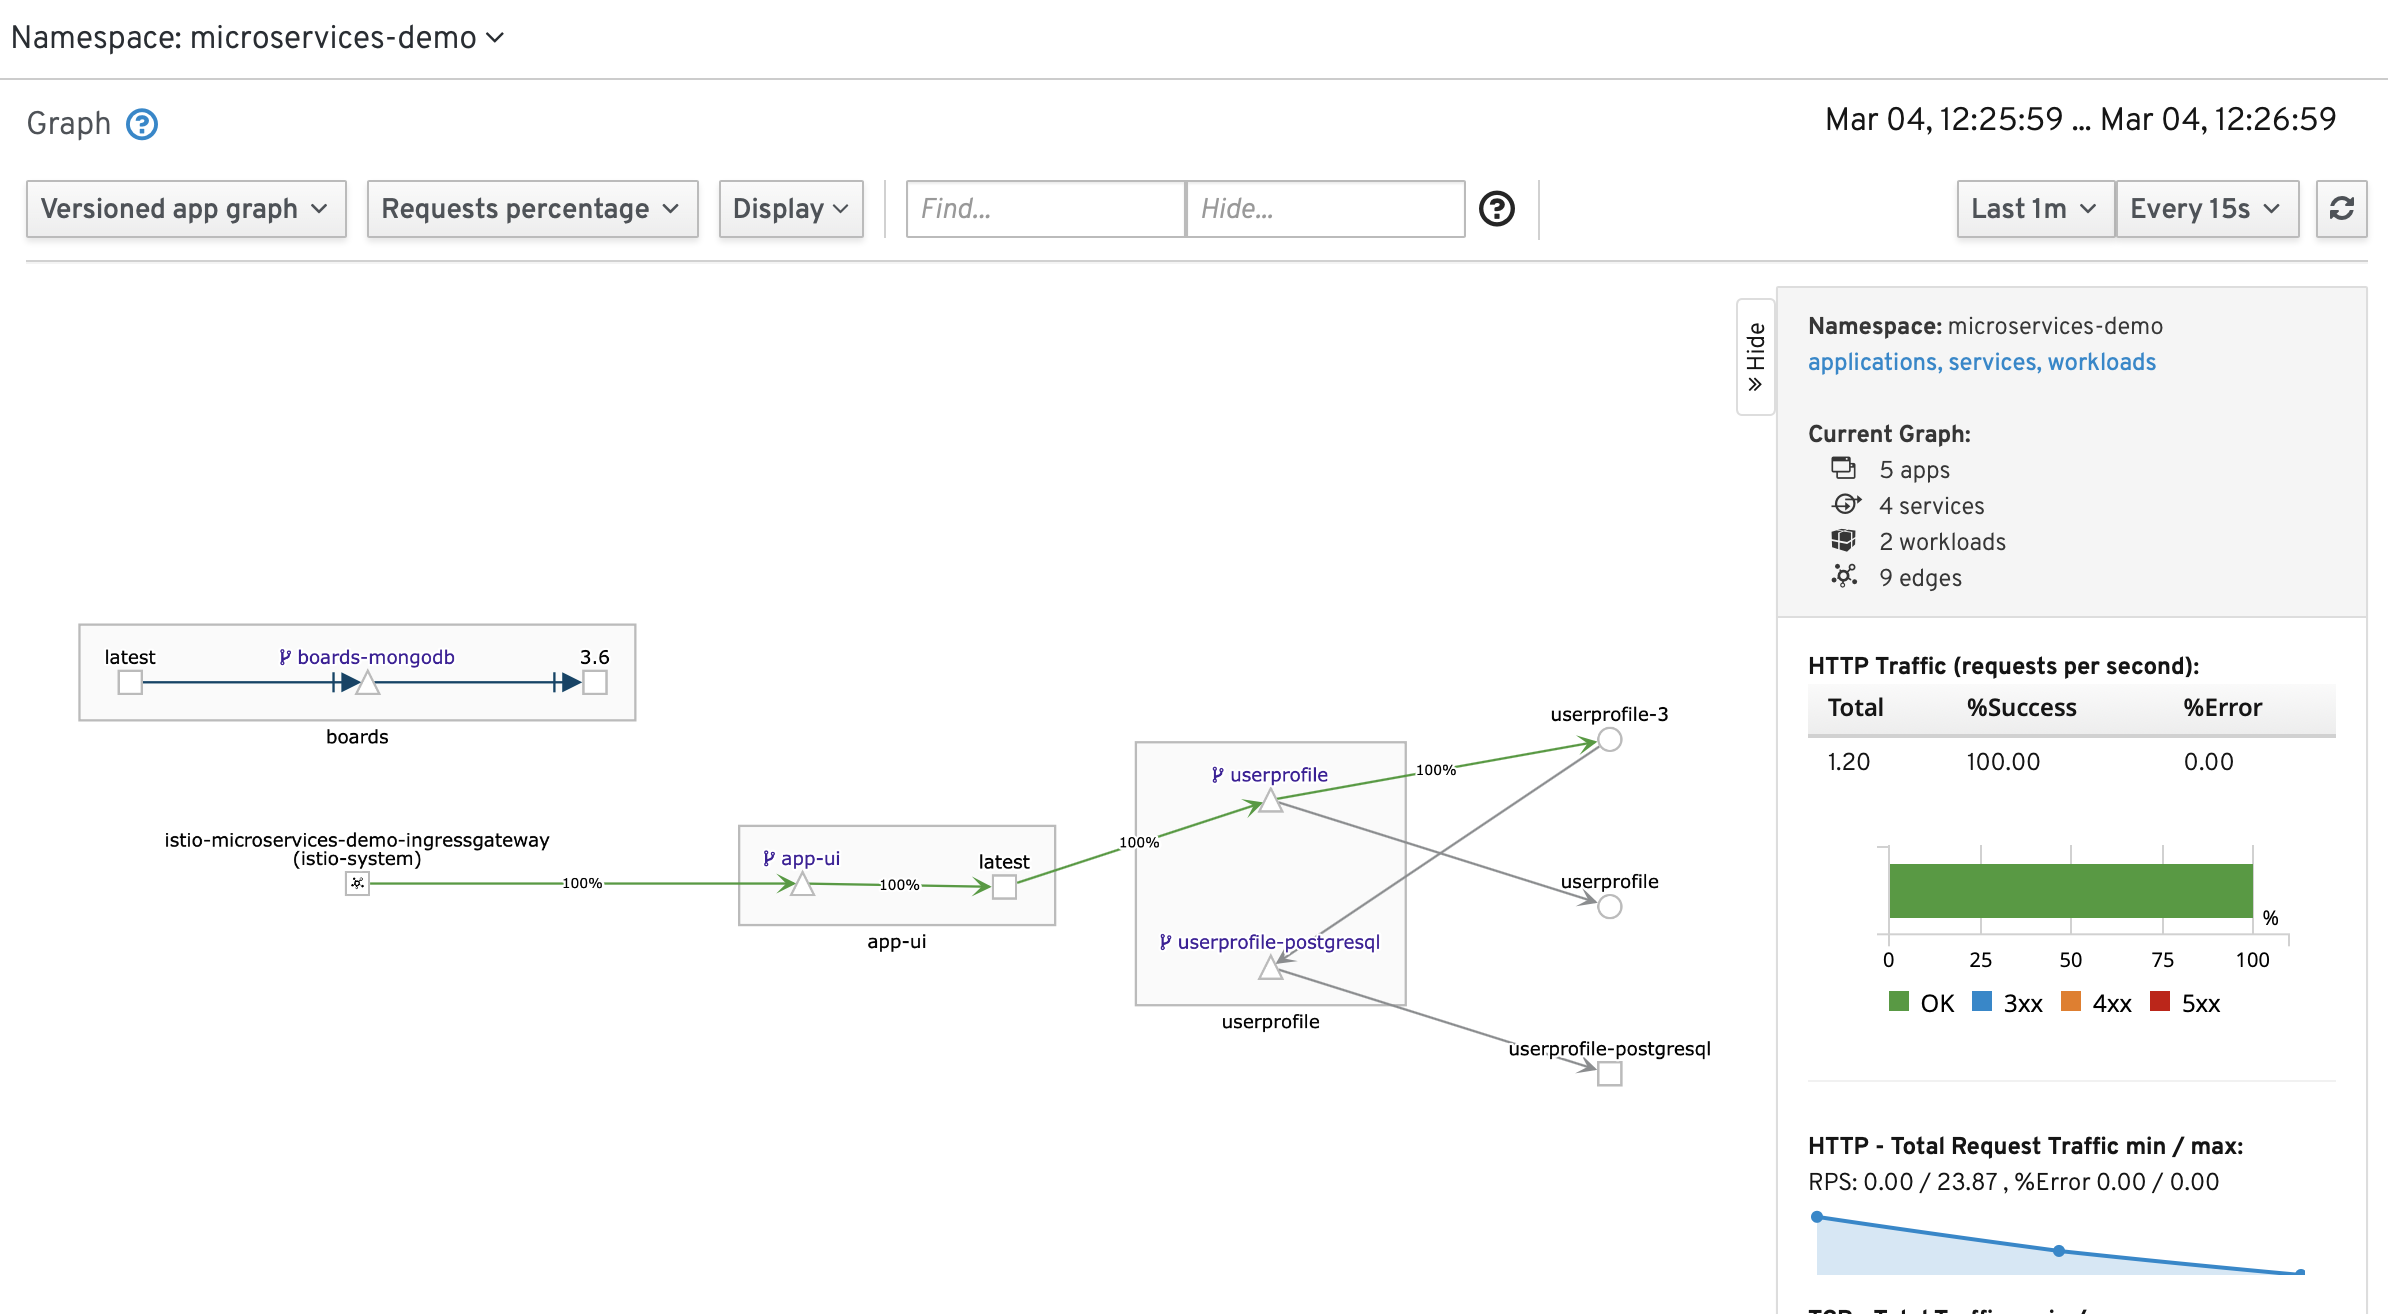 Namespace: microservices-demo
Graph
Mar 04, 12:25:59 ... Mar 04, 12:26:59
Versioned app graph
Requests percentage
Display
Find...
Hide...
Last 1m
Every 15s
Hide
Namespace: microservices-demo
applications, services, workloads
Current Graph:
5 apps
4 services
2 workloads
9 edges
latest
boards-mongodb
3.6
boards
istio-microservices-demo-ingressgateway
(istio-system)
100%
app-ui
100%
latest
app-ui
100%
userprofile
100%
userprofile-3
userprofile
userprofile-postgresql
userprofile
userprofile-postgresql
HTTP Traffic (requests per second):
Total %Success %Error
1.20 100.00 0.00
%
0 25 50 75 100
OK 3xx 4xx 5xx
HTTP - Total Request Traffic min / max:
RPS: 0.00 / 23.87 , %Error 0.00 / 0.00